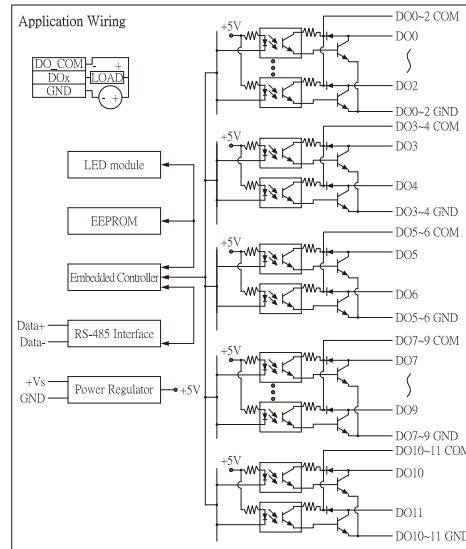 Application Wiring
DO_COM - +
DOx LOAD
GND - +
LED module
EEPROM
Embedded Controller
Data+
Data-
RS-485 Interface
+Vs
GND
Power Regulator
+5V
+5V
DO0~2 COM
DO0
DO2
DO0~2 GND
+5V
DO3~4 COM
DO3
DO4
DO3~4 GND
+5V
DO5~6 COM
DO5
DO6
DO5~6 GND
+5V
DO7~9 COM
DO7
DO9
DO7~9 GND
+5V
DO10~11 COM
DO10
DO11
DO10~11 GND